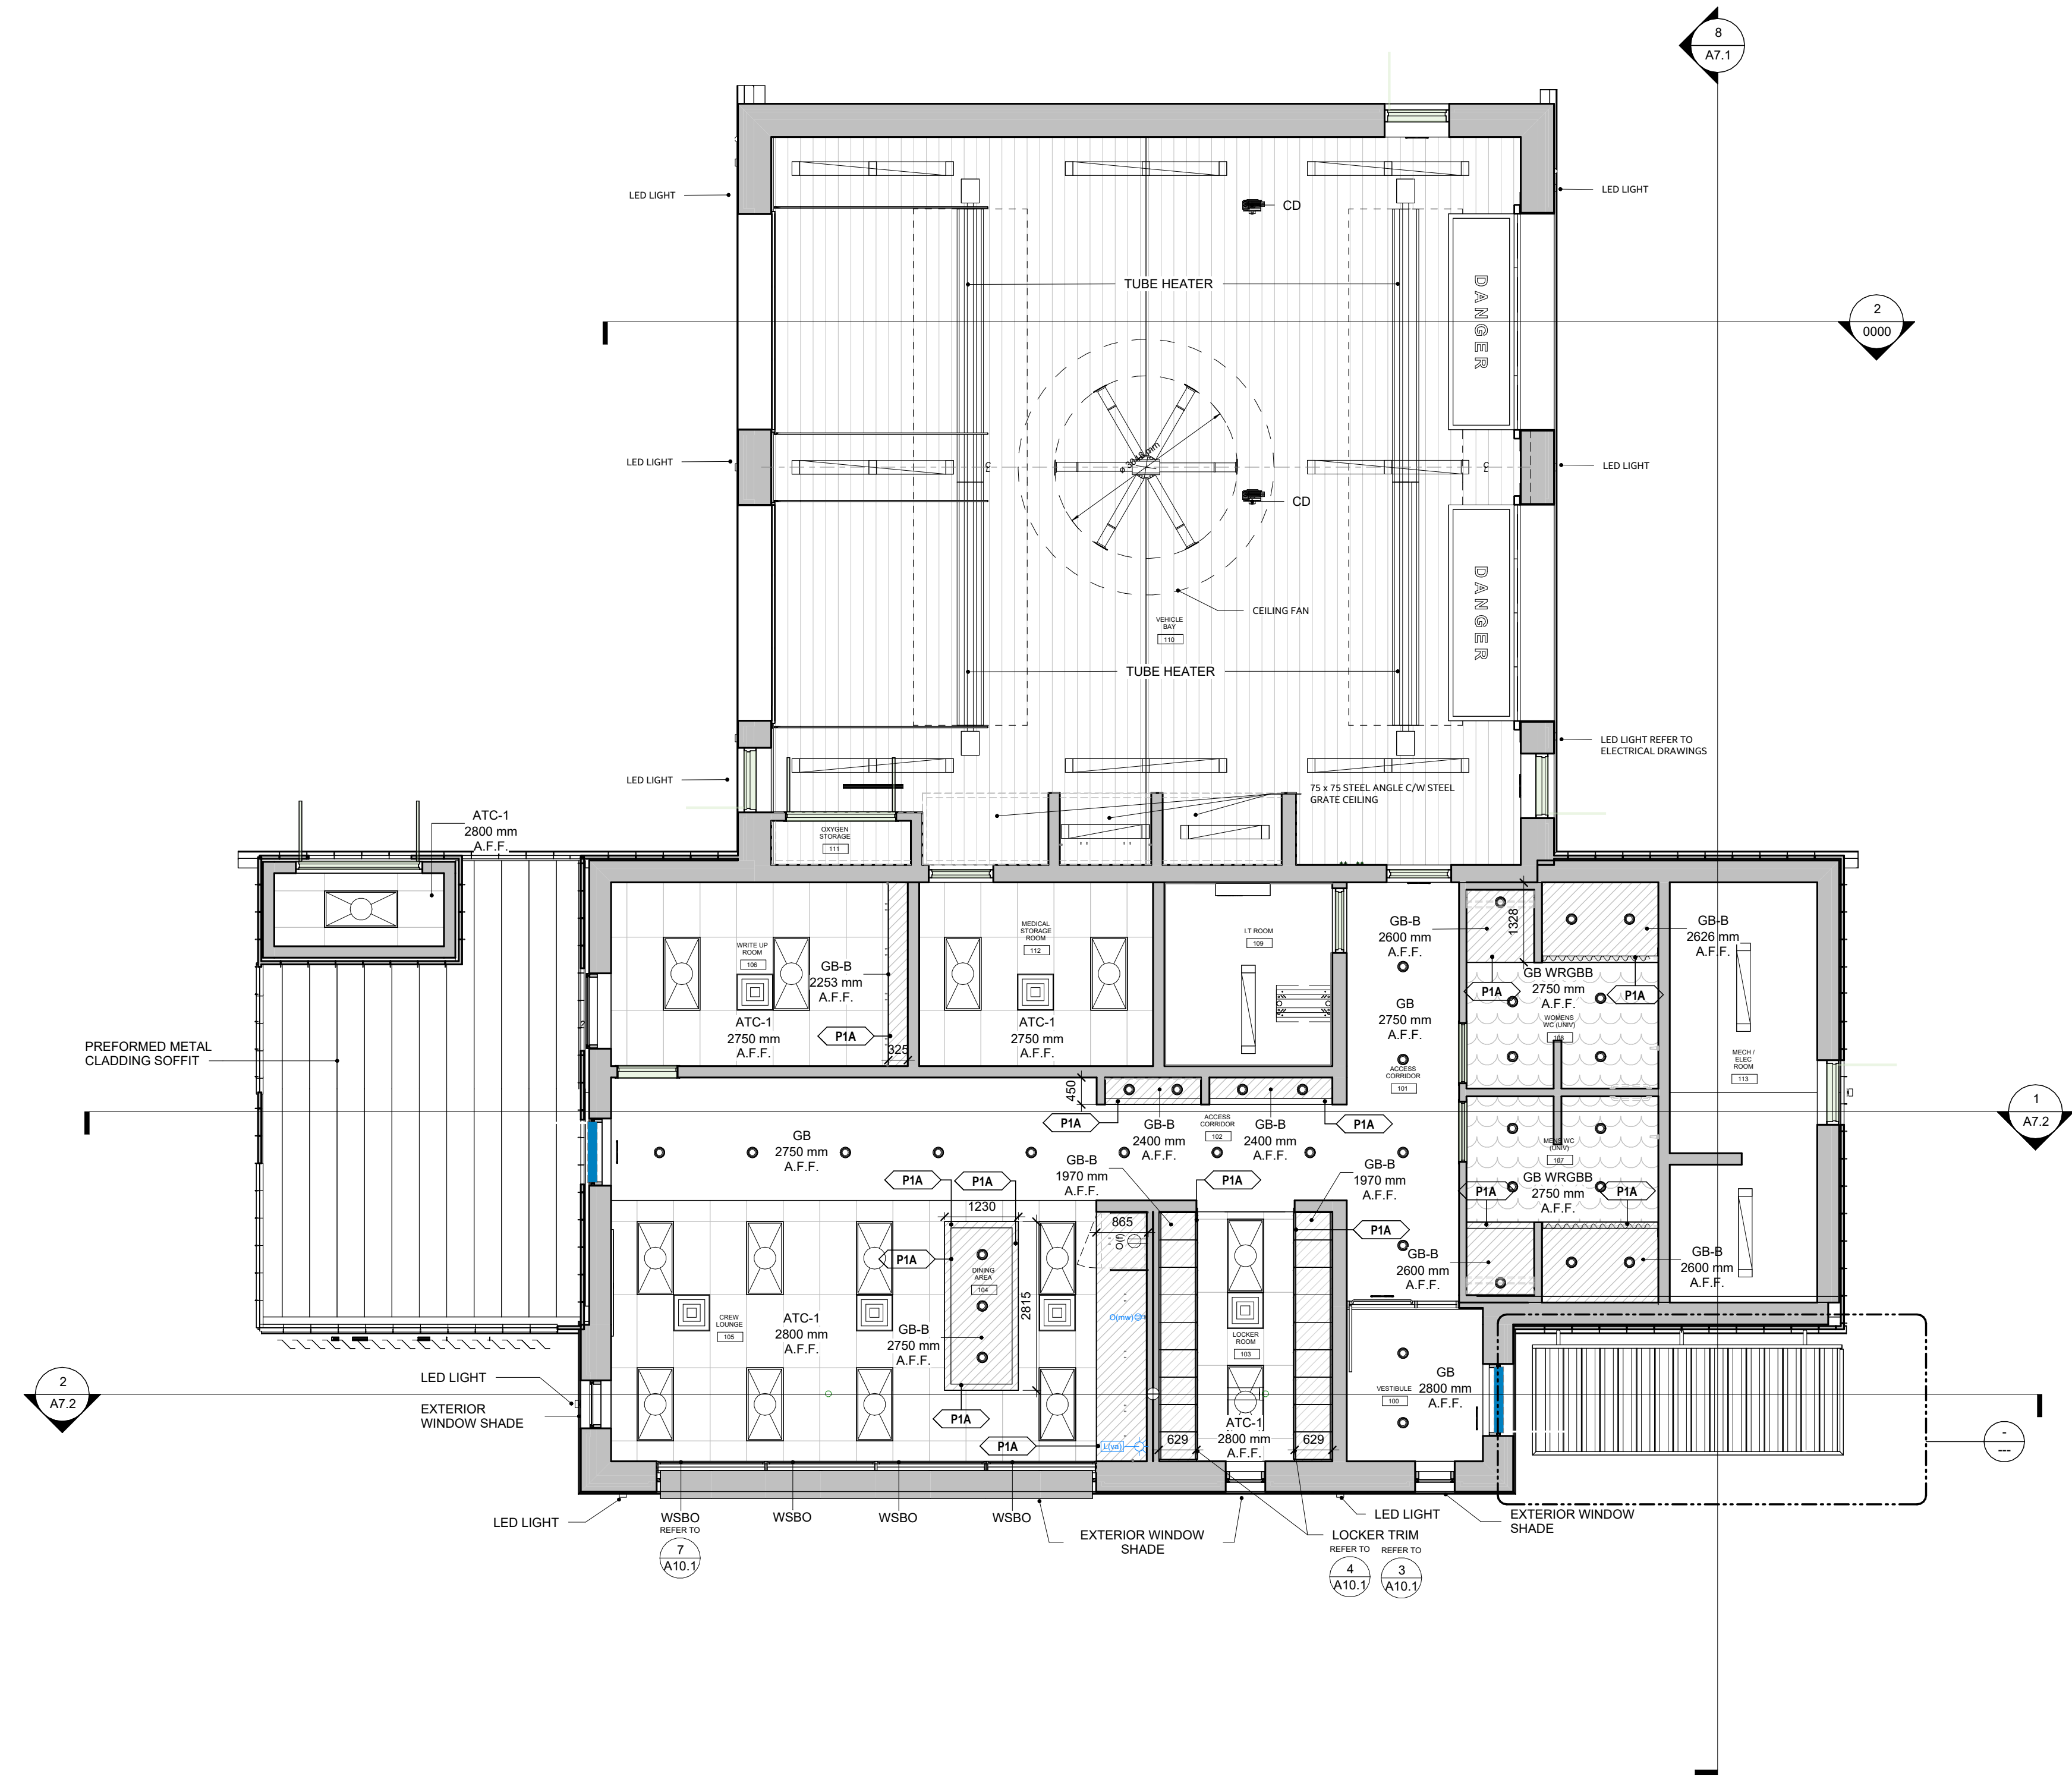 8
A7.1
LED LIGHT
LED LIGHT
CD
TUBE HEATER
DANGER
2
0000
ø 3048 mm
LED LIGHT
LED LIGHT
CD
DANGER
CEILING FAN
VEHICLE
BAY
110
TUBE HEATER
LED LIGHT REFER TO
ELECTRICAL DRAWINGS
LED LIGHT
75 x 75 STEEL ANGLE C/W STEEL
GRATE CEILING
ATC-1
2800 mm
A.F.F.
OXYGEN
STORAGE
111
WRITE UP
ROOM
106
GB-B
2253 mm
A.F.F.
ATC-1
2750 mm
A.F.F.
P1A
325
MEDICAL
STORAGE
ROOM
112
ATC-1
2750 mm
A.F.F.
I.T ROOM
109
GB-B
2600 mm
A.F.F.
1328
GB-B
2626 mm
A.F.F.
GB
2750 mm
A.F.F.
P1A
GB WRGBB
2750 mm
A.F.F.
P1A
WOMENS
WC (UNIV)
108
ACCESS
CORRIDOR
101
MECH /
ELEC
ROOM
113
PREFORMED METAL
CLADDING SOFFIT
450
P1A
GB-B
2400 mm
A.F.F.
ACCESS
CORRIDOR
102
GB-B
2400 mm
A.F.F.
P1A
1
A7.2
GB
2750 mm
A.F.F.
MENS WC
(UNIV)
107
GB WRGBB
2750 mm
A.F.F.
P1A
P1A
P1A
P1A
GB-B
1970 mm
A.F.F.
P1A
GB-B
1970 mm
A.F.F.
1230
865
P1A
O(f)
P1A
DINING
AREA
104
2815
GB-B
2600 mm
A.F.F.
GB-B
2600 mm
A.F.F.
CREW
LOUNGE
105
ATC-1
2800 mm
A.F.F.
GB-B
2750 mm
A.F.F.
O(mw)
LOCKER
ROOM
103
P1A
P1A
L(va)
629
ATC-1
2800 mm
A.F.F.
629
VESTIBULE
100
GB
2800 mm
A.F.F.
2
A7.2
LED LIGHT
EXTERIOR
WINDOW SHADE
-
---
LED LIGHT
WSBO
REFER TO
7
A10.1
WSBO
WSBO
WSBO
EXTERIOR WINDOW
SHADE
LED LIGHT
LOCKER TRIM
REFER TO
4
A10.1
REFER TO
3
A10.1
EXTERIOR WINDOW
SHADE